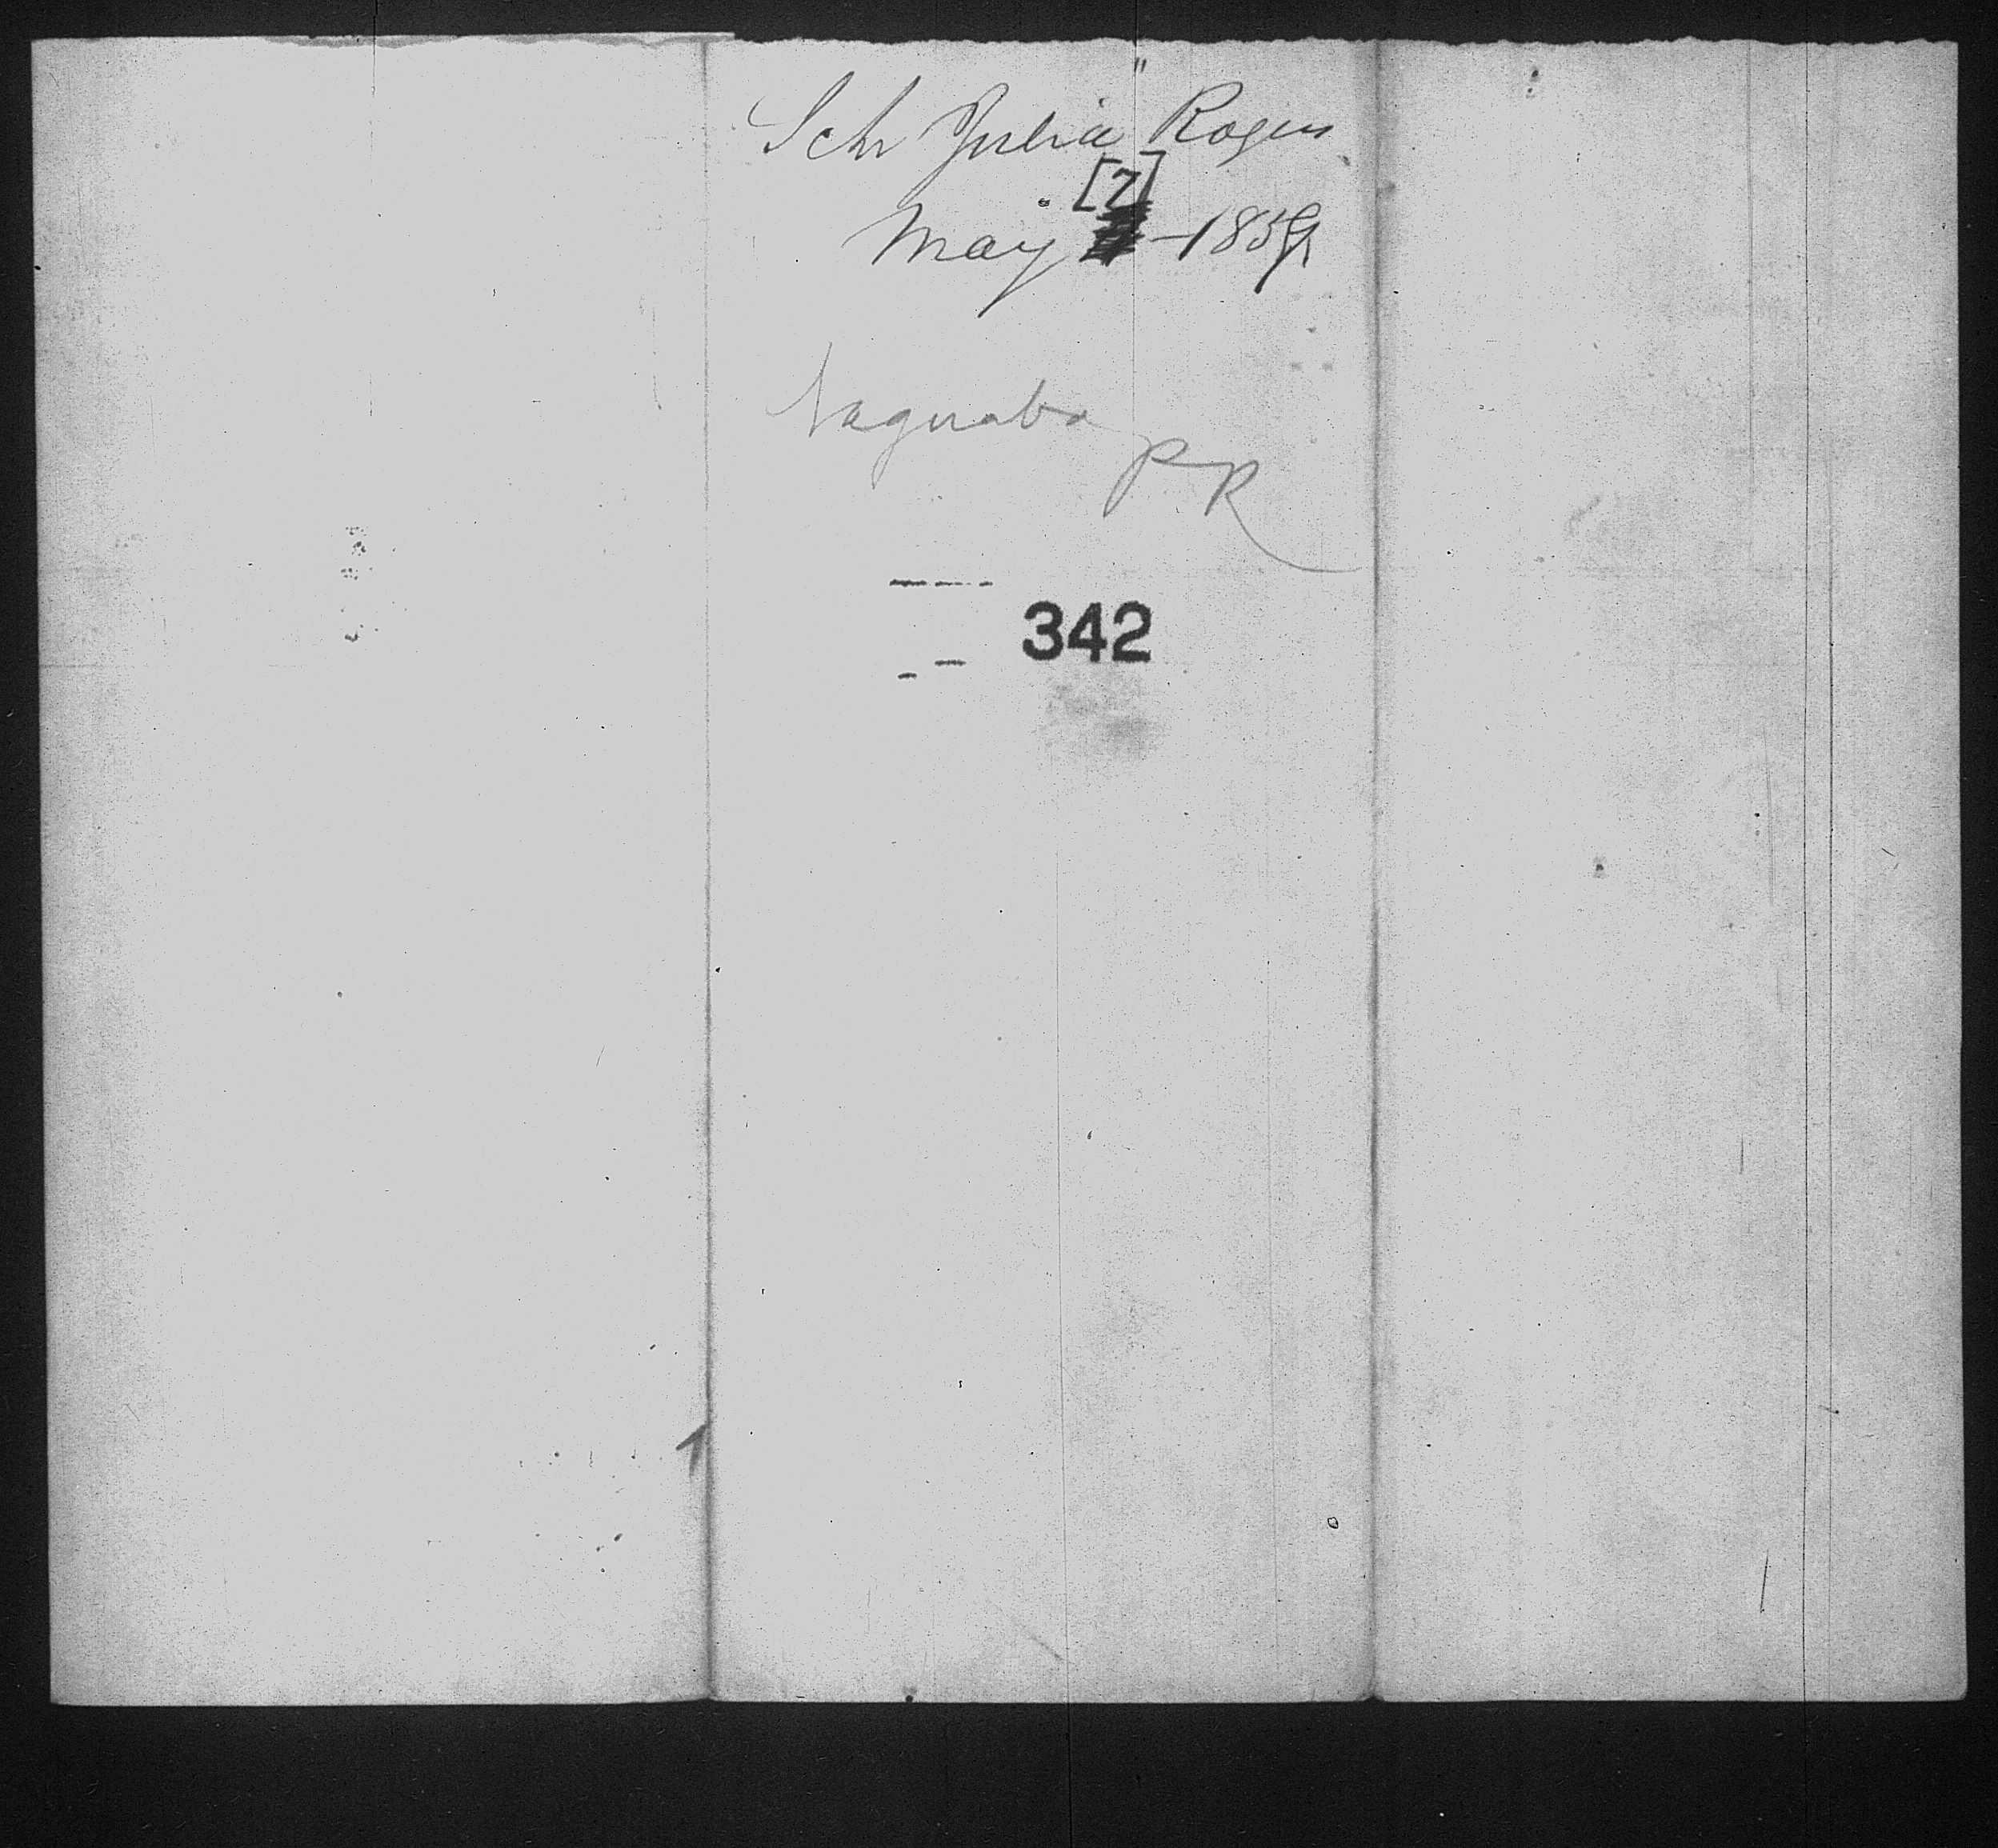 Schr Julia" Rogers
[7]
May – 1859
Naguabo
P.R
342